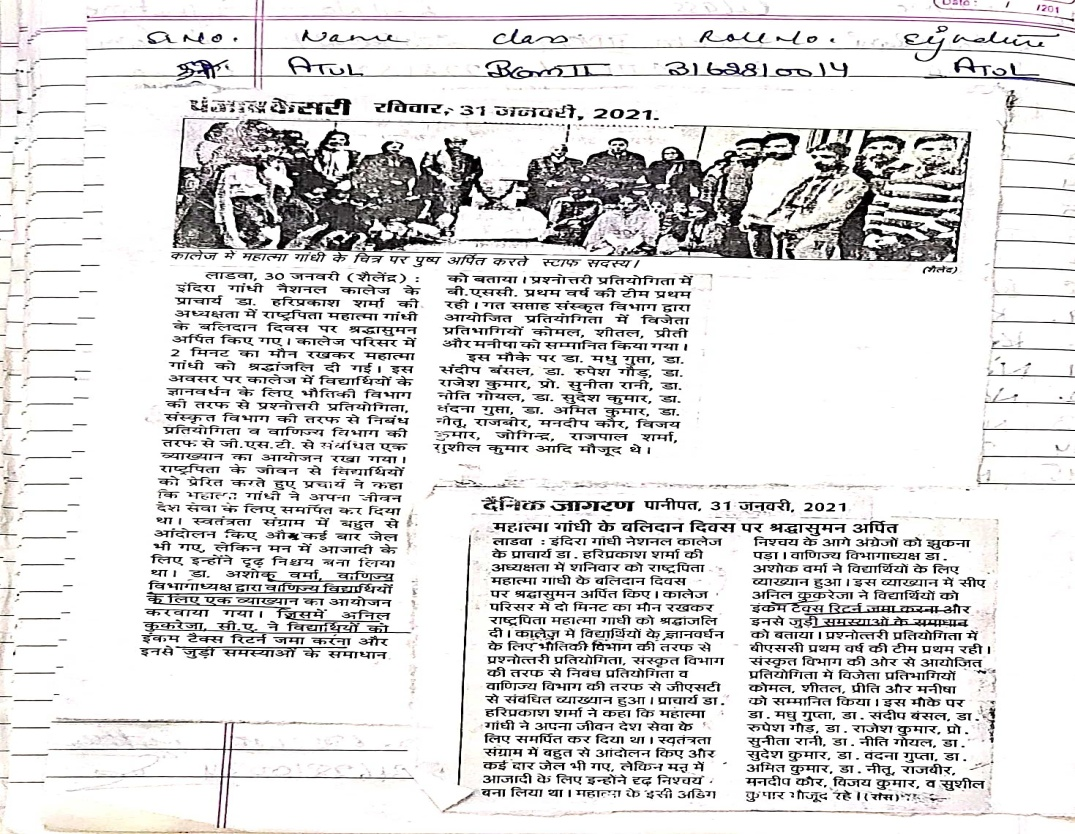 Date: / /201
S.No. Name Class Roll No. Signature
ATUL BCom II 3162810014 ATUL
पंजाब केसरी रविवार, 31 जनवरी, 2021.
कालेज में महात्मा गांधी के चित्र पर पुष्प अर्पित करते स्टाफ सदस्य।
(शैलेंद्र)
लाडवा, 30 जनवरी (शैलेंद्र) :
इंदिरा गांधी नैशनल कालेज के
प्राचार्य डा. हरिप्रकाश शर्मा की
अध्यक्षता में राष्ट्रपिता महात्मा गांधी
के बलिदान दिवस पर श्रद्धासुमन
अर्पित किए गए। कालेज परिसर में
2 मिनट का मौन रखकर महात्मा
गांधी को श्रद्धांजलि दी गई। इस
अवसर पर कालेज में विद्यार्थियों के
ज्ञानवर्धन के लिए भौतिकी विभाग
की तरफ से प्रश्नोत्तरी प्रतियोगिता,
संस्कृत विभाग की तरफ से निबंध
प्रतियोगिता व वाणिज्य विभाग की
तरफ से जी.एस.टी. से संबंधित एक
व्याख्यान का आयोजन रखा गया।
राष्ट्रपिता के जीवन से विद्यार्थियों
को प्रेरित करते हुए प्रचार्य ने कहा
कि महात्मा गांधी ने अपना जीवन
देश सेवा के लिए समर्पित कर दिया
था। स्वतंत्रता संग्राम में बहुत से
आंदोलन किए और कई बार जेल
भी गए, लेकिन मन में आजादी के
लिए इन्होंने दृढ़ निश्चय बना लिया
था। डा. अशोक वर्मा, वाणिज्य
विभागाध्यक्ष द्वारा वाणिज्य विद्यार्थियों
के लिए एक व्याख्यान का आयोजन
करवाया गया। जिसमें अनिल
कुकरेजा, सी.ए. ने विद्यार्थियों को
इंकम टैक्स रिटर्न जमा करना और
इनसे जुड़ी समस्याओं के समाधान
को बताया। प्रश्नोत्तरी प्रतियोगिता में
बी.एससी. प्रथम वर्ष की टीम प्रथम
रही। गत सप्ताह संस्कृत विभाग द्वारा
आयोजित प्रतियोगिता में विजेता
प्रतिभागियों कोमल, शीतल, प्रीती
और मनीषा को सम्मानित किया गया।
इस मौके पर डा. मधु गुप्ता, डा.
संदीप बंसल, डा. रुपेश गौड़, डा.
राजेश कुमार, प्रो. सुनीता रानी, डा.
नीति गोयल, डा. सुदेश कुमार, डा.
वंदना गुप्ता, डा. अमित कुमार, डा.
नीतू, राजबीर, मनदीप कौर, विजय
कुमार, जोगिन्द्र, राजपाल शर्मा,
सुशील कुमार आदि मौजूद थे।
दैनिक जागरण पानीपत, 31 जनवरी, 2021
महात्मा गांधी के बलिदान दिवस पर श्रद्धासुमन अर्पित
लाडवा : इंदिरा गांधी नेशनल कालेज
के प्राचार्य डा. हरिप्रकाश शर्मा की
अध्यक्षता में शनिवार को राष्ट्रपिता
महात्मा गाधी के बलिदान दिवस
पर श्रद्धासुमन अर्पित किए। कालेज
परिसर में दो मिनट का मौन रखकर
राष्ट्रपिता महात्मा गांधी को श्रद्धांजलि
दी। कालेज में विद्यार्थियों के ज्ञानवर्धन
के लिए भौतिकी विभाग की तरफ से
प्रश्नोत्तरी प्रतियोगिता, सस्कृत विभाग
की तरफ से निबंध प्रतियोगिता व
वाणिज्य विभाग की तरफ से जीएसटी
से संबंधित व्याख्यान हुआ। प्राचार्य डा.
हरिप्रकाश शर्मा ने कहा कि महात्मा
गांधी ने अपना जीवन देश सेवा के
लिए समर्पित कर दिया था। स्वतंत्रता
संग्राम में बहुत से आंदोलन किए और
कई बार जेल भी गए, लेकिन मन में
आजादी के लिए इन्होने दृढ़ निश्चय
बना लिया था। महात्मा के इसी अडिग
निश्चय के आगे अंग्रेजों को झुकना
पड़ा। वाणिज्य विभागाध्यक्ष डा.
अशोक वर्मा ने विद्यार्थियों के लिए
व्याख्यान हुआ। इस व्याख्यान में सीए
अनिल कुकरेजा ने विद्यार्थियों को
इंकम टैक्स रिटर्न जमा करना और
इनसे जुड़ी समस्याओं के समाधान
को बताया। प्रश्नोत्तरी प्रतियोगिता में
बीएससी प्रथम वर्ष की टीम प्रथम रही।
संस्कृत विभाग की ओर से आयोजित
प्रतियोगिता में विजेता प्रतिभागियों
कोमल, शीतल, प्रीति और मनीषा
को सम्मानित किया। इस मौके पर
डा. मधु गुप्ता, डा. संदीप बंसल, डा.
रुपेश गौड़, डा. राजेश कुमार, प्रो.
सुनीता रानी, डा. नीति गोयल, डा.
सुदेश कुमार, डा. वदना गुप्ता, डा.
अमित कुमार, डा. नीतू, राजबीर,
मनदीप कौर, विजय कुमार, व सुशील
कुमार मौजूद रहे। (संस)